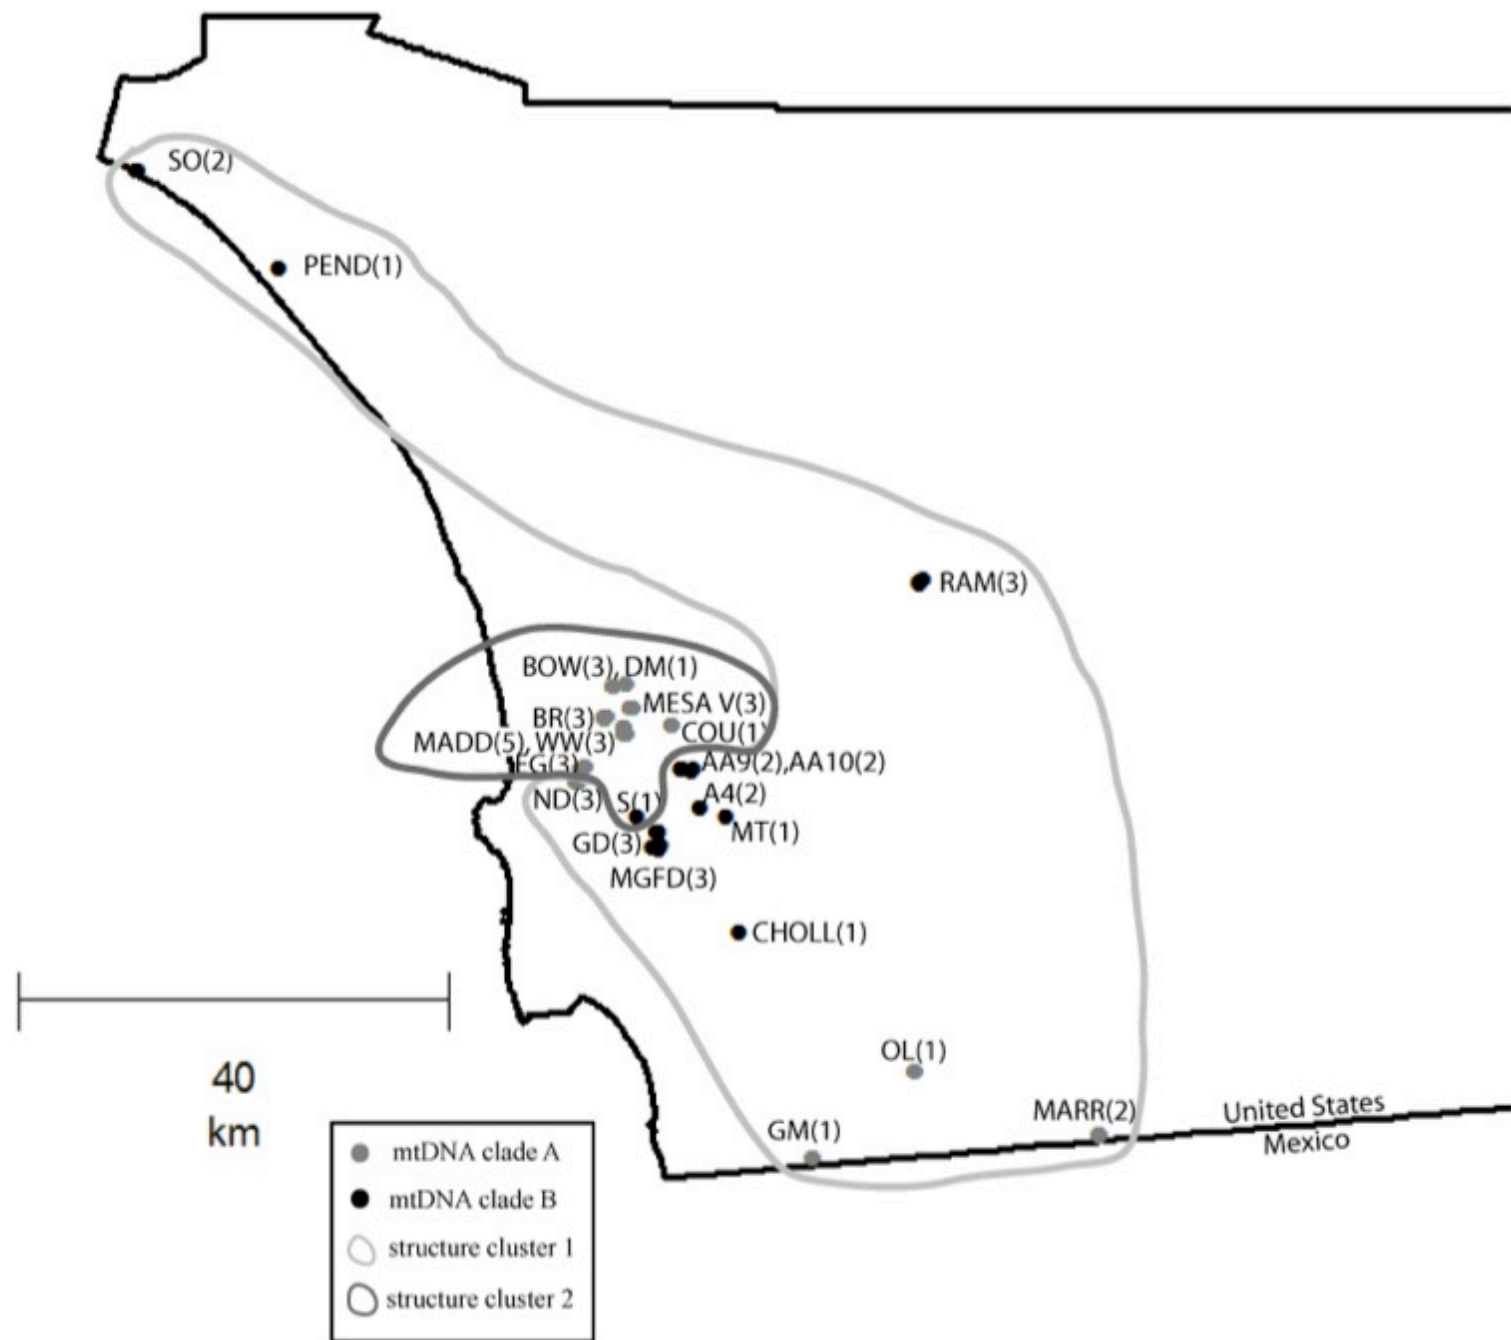 SO(2)
PEND(1)
RAM(3)
BOW(3), DM(1)
MESA V(3)
BR(3)
COU(1)
MADD(5), WW(3)
EG(3)
AA9(2),AA10(2)
ND(3)
S(1)
A4(2)
MT(1)
GD(3)
MGFD(3)
CHOLL(1)
OL(1)
MARR(2)
GM(1)
United States
Mexico
40
km
mtDNA clade A
mtDNA clade B
structure cluster 1
structure cluster 2